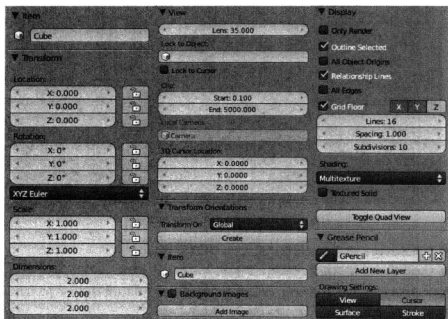 Item
Cube
Transform
Location:
X: 0.000
Y: 0.000
Z: 0.000
Rotation:
X: 0°
Y: 0°
Z: 0°
XYZ Euler
Scale:
X: 1.000
Y: 1.000
Z: 1.000
Dimensions:
2.000
2.000
2.000
View
Lens: 35.000
Lock to Object:
Lock to Cursor
Clip:
Start: 0.100
End: 5000.000
Local Camera:
Camera
3D Cursor Location:
X: 0.0000
Y: 0.0000
Z: 0.0000
Transform Orientations
Transform Ori: Global
Create
Item
Cube
Background Images
Add Image
Display
Only Render
Outline Selected
All Object Origins
Relationship Lines
All Edges
Grid Floor X Y Z
Lines: 16
Spacing: 1.000
Subdivisions: 10
Shading:
Multitexture
Textured Solid
Toggle Quad View
Grease Pencil
GPencil
Add New Layer
Drawing Settings:
View Cursor
Surface Stroke